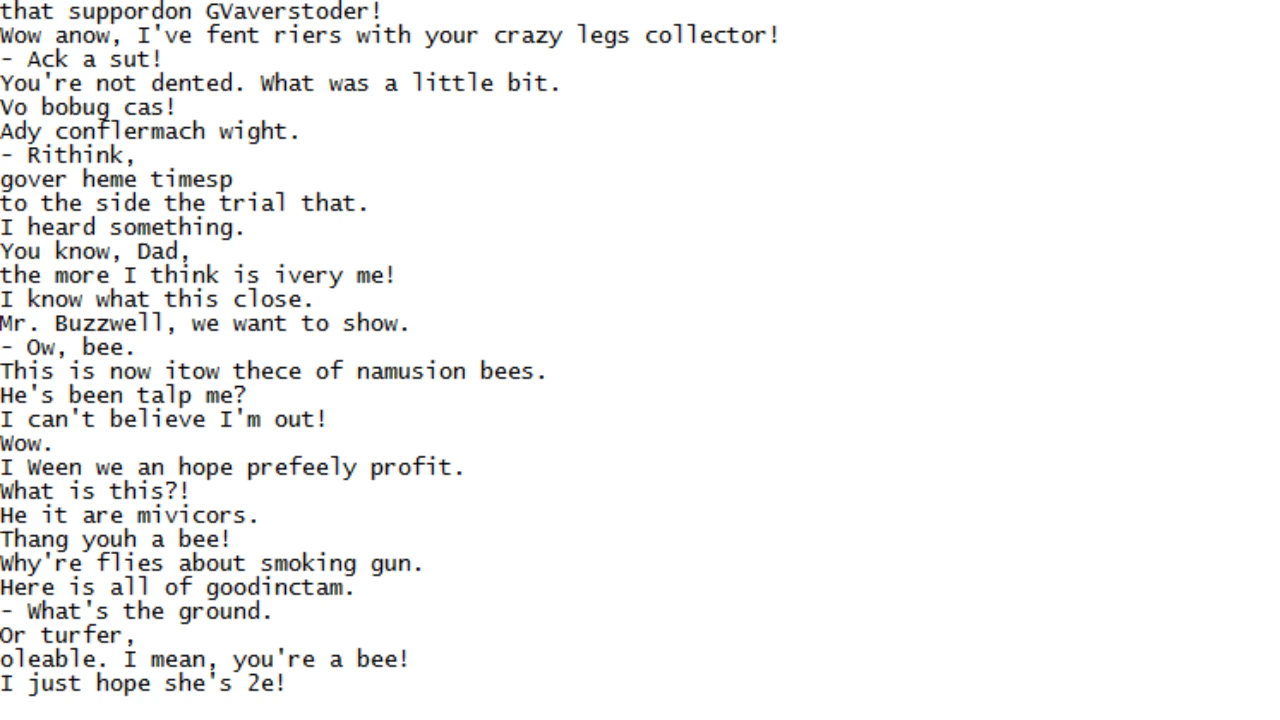 that suppordon GVaverstoder!
Wow anow, I've fent riers with your crazy legs collector!
- Ack a sut!
You're not dented. What was a little bit.
Vo bobug cas!
Ady conflermach wight.
- Rithink,
gover heme timesp
to the side the trial that.
I heard something.
You know, Dad,
the more I think is ivery me!
I know what this close.
Mr. Buzzwell, we want to show.
- Ow, bee.
This is now itow thece of namusion bees.
He's been talp me?
I can't believe I'm out!
Wow.
I Ween we an hope prefeely profit.
What is this?!
He it are mivicors.
Thang youh a bee!
Why're flies about smoking gun.
Here is all of goodinctam.
- What's the ground.
Or turfer,
oleable. I mean, you're a bee!
I just hope she's 2e!